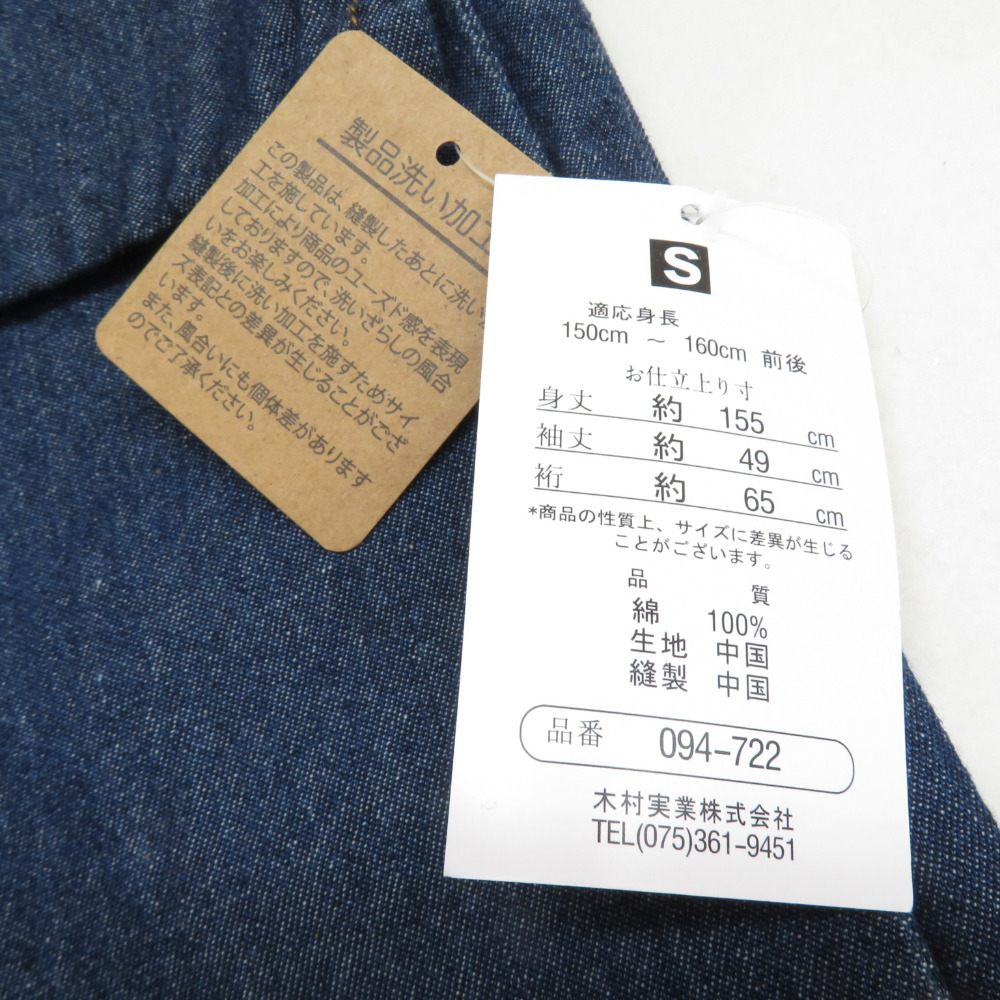 製品洗い加工
この製品は、縫製したあとに洗い
工を施しています。
加工により商品のユーズド感を表現
しておりますので、洗いざらしの風合
いをお楽しみください。
縫製後に洗い加工を施すためサイ
ズ表記との差異が生じることがござ
います。
また、風合いにも個体差があります
のでご了承ください。
S
適応身長
150cm ~ 160cm 前後
お仕立上り寸
身丈 約 155 cm
袖丈 約 49 cm
裄 約 65 cm
*商品の性質上、サイズに差異が生じる
ことがございます。
品質
綿 100%
生地 中国
縫製 中国
品番 094-722
木村実業株式会社
TEL(075)361-9451